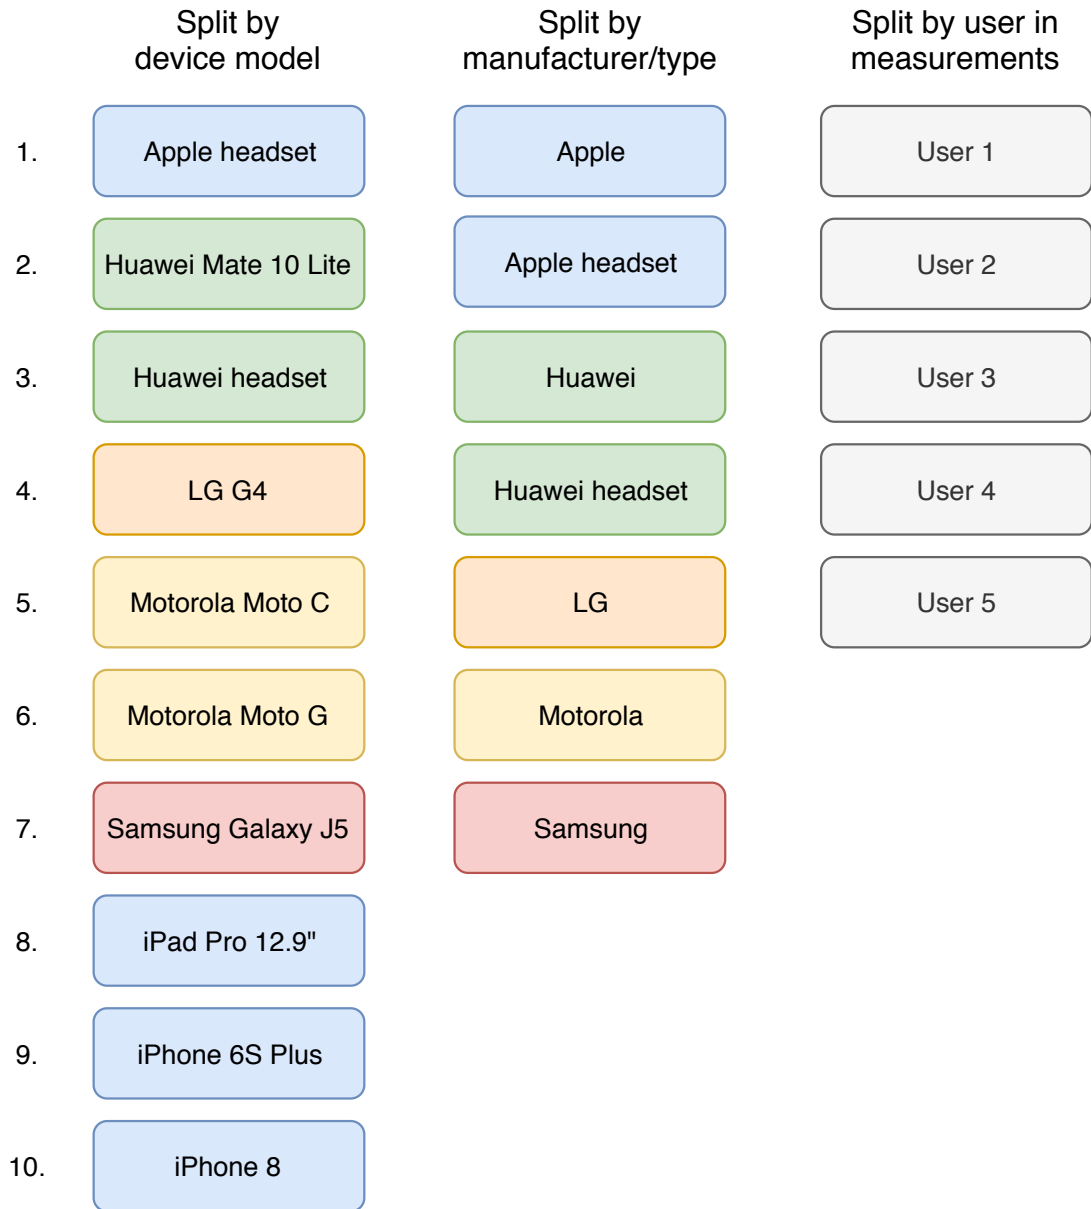 Split by
device model
Split by
manufacturer/type
Split by user in
measurements
1.
Apple headset
Apple
User 1
2.
Huawei Mate 10 Lite
Apple headset
User 2
3.
Huawei headset
Huawei
User 3
4.
LG G4
Huawei headset
User 4
5.
Motorola Moto C
LG
User 5
6.
Motorola Moto G
Motorola
7.
Samsung Galaxy J5
Samsung
8.
iPad Pro 12.9"
9.
iPhone 6S Plus
10.
iPhone 8